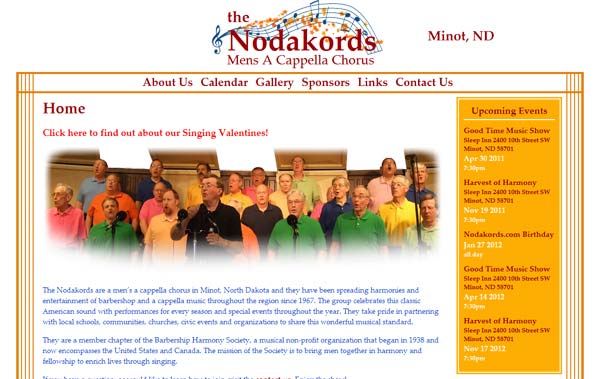 the
Nodakords
Mens A Cappella Chorus
Minot, ND
About Us Calendar Gallery Sponsors Links Contact Us
Home
Click here to find out about our Singing Valentines!
The Nodakords are a men's a cappella chorus in Minot, North Dakota and they have been spreading harmonies and
entertainment of barbershop and a cappella music throughout the region since 1967. The group celebrates this classic
American sound with performances for every season and special events throughout the year. They take pride in partnering
with local schools, communities, churches, civic events and organizations to share this wonderful musical standard.
They are a member chapter of the Barbershop Harmony Society, a musical non-profit organization that began in 1938 and
now encompasses the United States and Canada. The mission of the Society is to bring men together in harmony and
fellowship to enrich lives through singing.
Upcoming Events
Good Time Music Show
Sleep Inn 2400 10th Street SW
Minot, ND 58701
Apr 30 2011
7:30pm
Harvest of Harmony
Sleep Inn 2400 10th Street SW
Minot, ND 58701
Nov 19 2011
7:30pm
Nodakords.com Birthday
Jan 27 2012
all day
Good Time Music Show
Sleep Inn 2400 10th Street SW
Minot, ND 58701
Apr 14 2012
7:30pm
Harvest of Harmony
Sleep Inn 2400 10th Street SW
Minot, ND 58701
Nov 17 2012
7:30pm